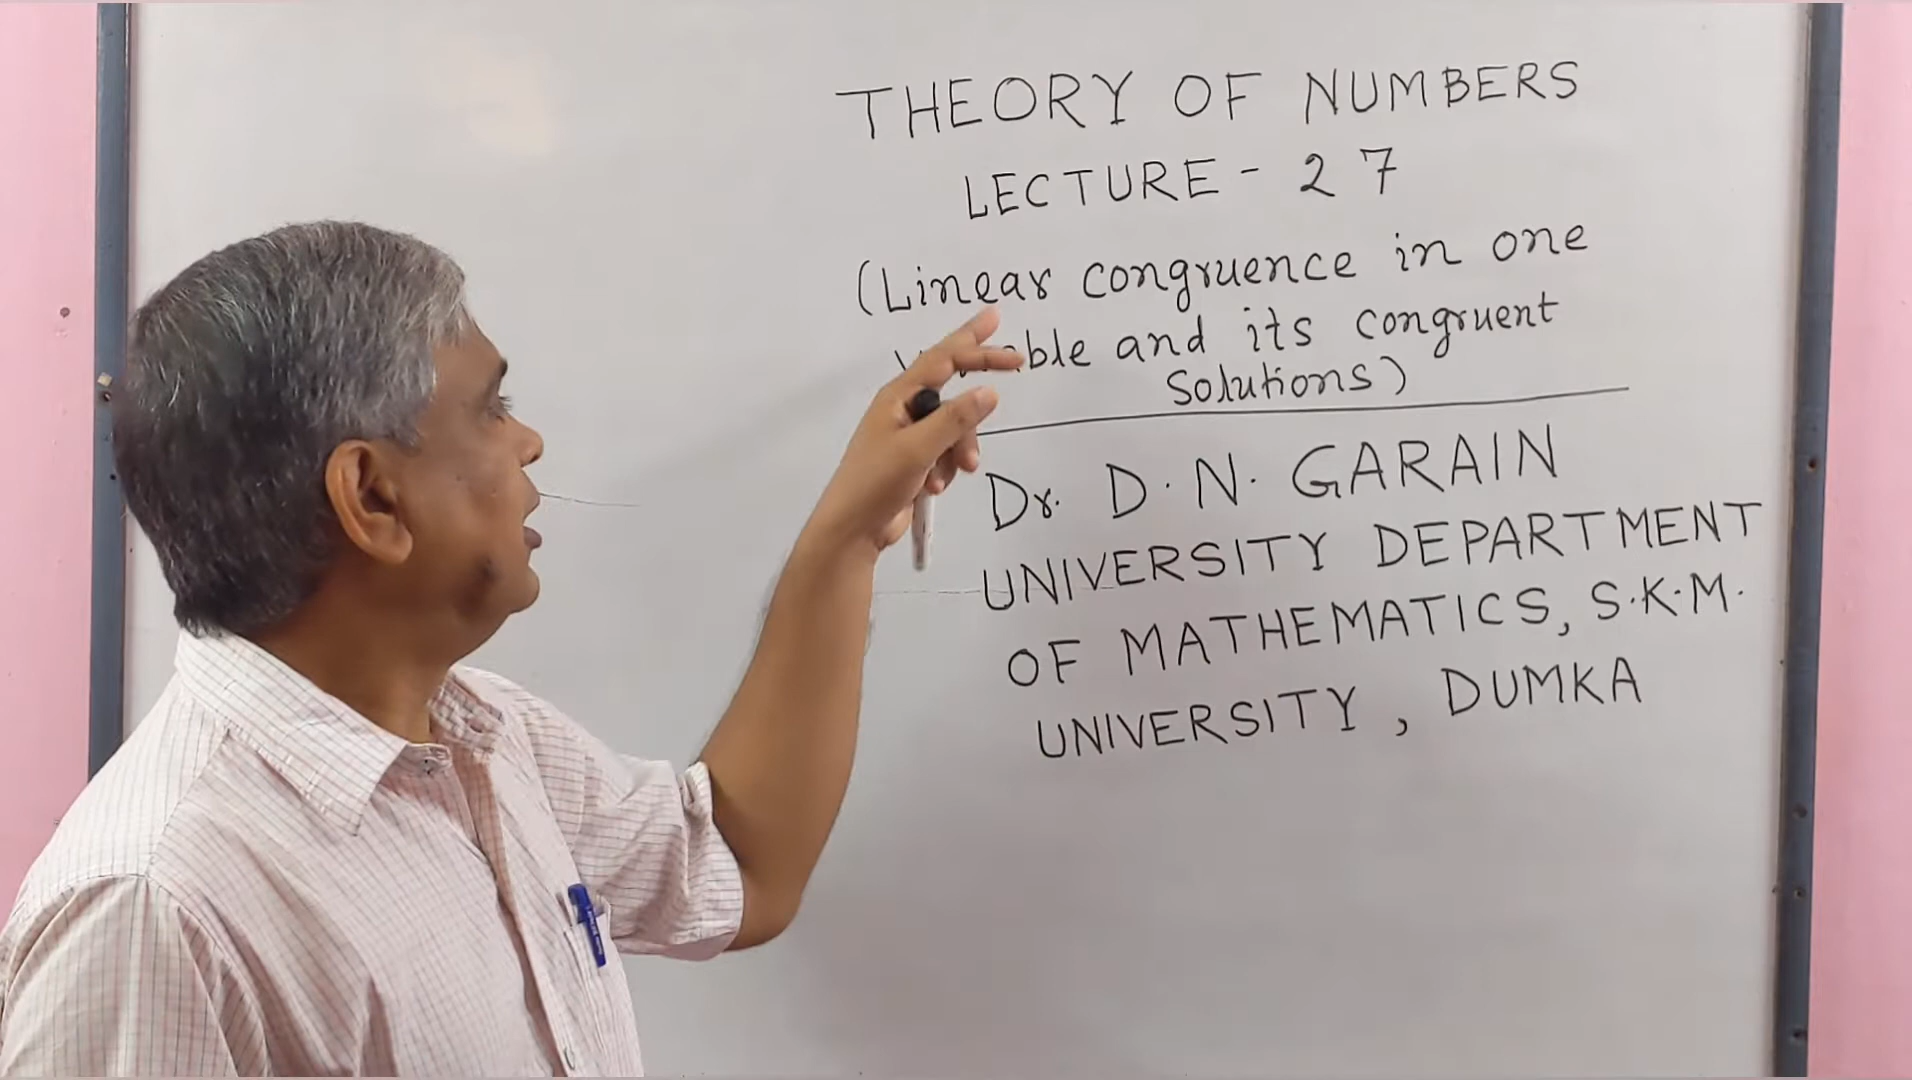 THEORY OF NUMBERS
LECTURE - 27
(Linear congruence in one
and its congruent
Solutions)
Dr. D. N. GARAIN
UNIVERSITY DEPARTMENT
OF MATHEMATICS, S.K.M.
UNIVERSITY, DUMKA